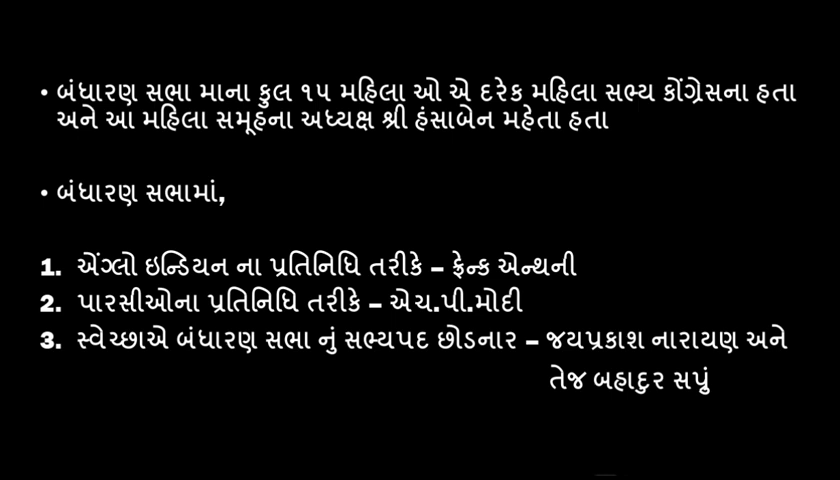 • બંધારણ સભા માના કુલ ૧૫ મહિલા ઓ એ દરેક મહિલા સભ્ય કોંગ્રેસના હતા
અને આ મહિલા સમૂહના અધ્યક્ષ શ્રી હંસાબેન મહેતા હતા
• બંધારણ સભામાં,
1. એંગ્લો ઇન્ડિયન ના પ્રતિનિધિ તરીકે – ફ્રેન્ક એન્થની
2. પારસીઓના પ્રતિનિધિ તરીકે – એચ.પી.મોદી
3. સ્વેચ્છાએ બંધારણ સભા નું સભ્યપદ છોડનાર – જયપ્રકાશ નારાયણ અને
તેજ બહાદુર સપ્રું